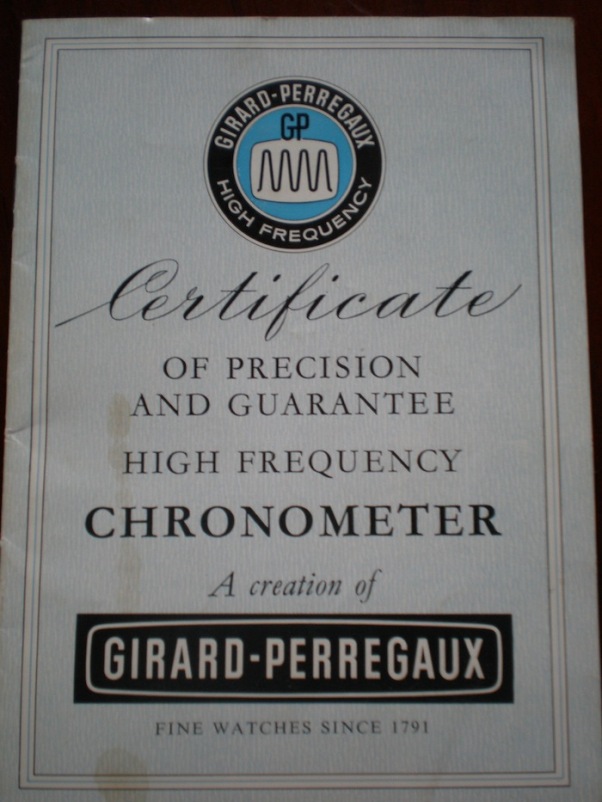 GIRARD-PERREGAUX
GP
HIGH FREQUENCY
Certificate
OF PRECISION
AND GUARANTEE
HIGH FREQUENCY
CHRONOMETER
A creation of
GIRARD-PERREGAUX
FINE WATCHES SINCE 1791